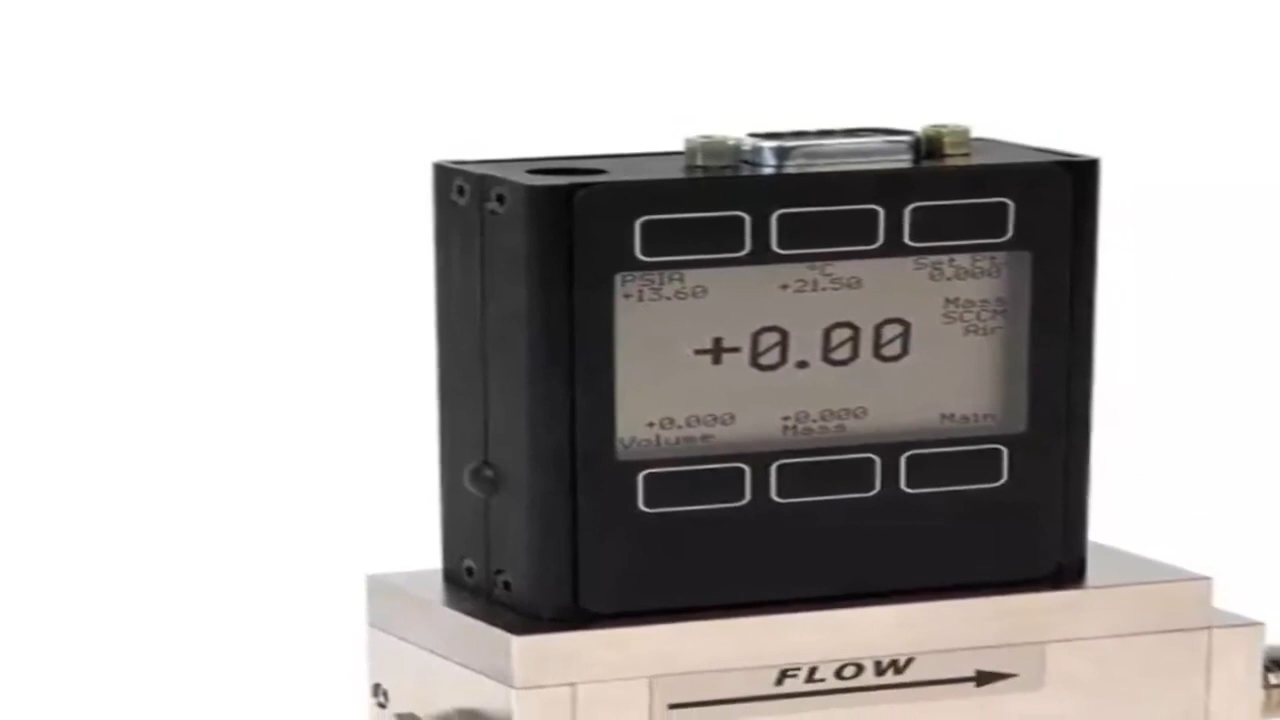 PSIA °C Set Pt.
+13.60 +21.50 0.000
Mass
SCCM
Air
+0.00
+0.000 +0.000 Main
Volume Mass
FLOW